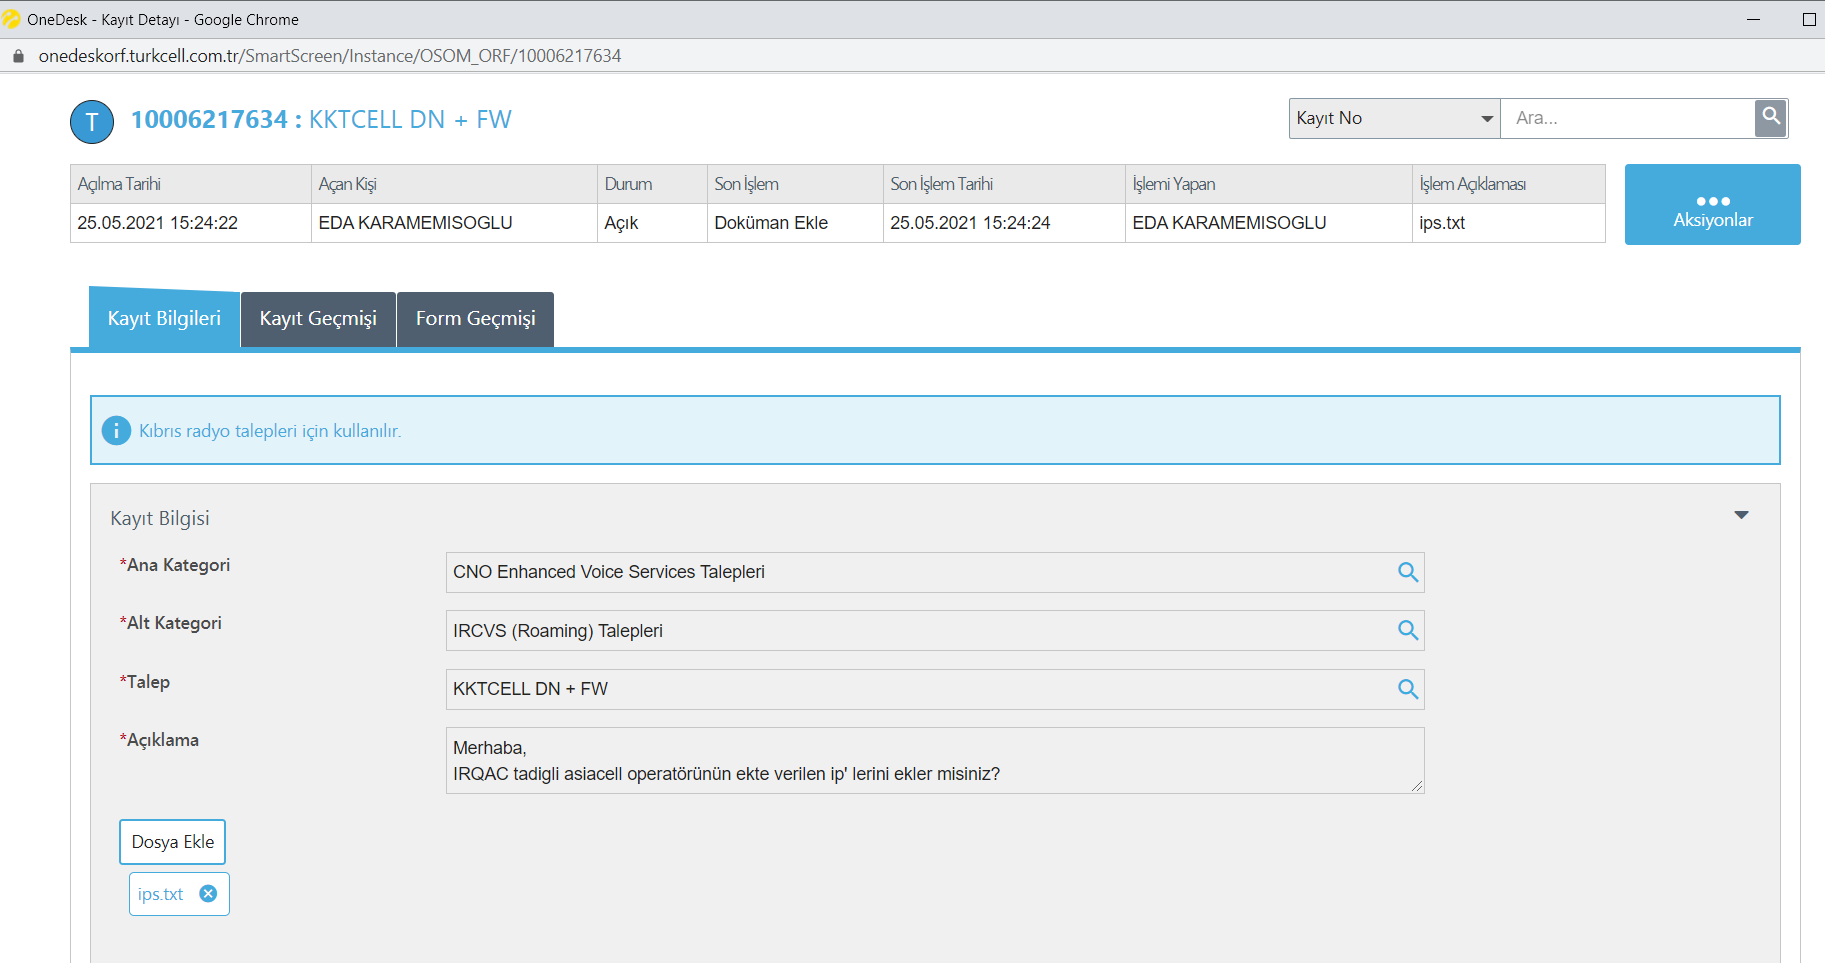 OneDesk - Kayıt Detayı - Google Chrome
onedeskorf.turkcell.com.tr/SmartScreen/Instance/OSOM_ORF/10006217634
T 10006217634 : KKTCELL DN + FW
Kayıt No Ara...
Açılma Tarihi Açan Kişi Durum Son İşlem Son İşlem Tarihi İşlemi Yapan İşlem Açıklaması
25.05.2021 15:24:22 EDA KARAMEMISOGLU Açık Doküman Ekle 25.05.2021 15:24:24 EDA KARAMEMISOGLU ips.txt
Aksiyonlar
Kayıt Bilgileri Kayıt Geçmişi Form Geçmişi
Kıbrıs radyo talepleri için kullanılır.
Kayıt Bilgisi
*Ana Kategori CNO Enhanced Voice Services Talepleri
*Alt Kategori IRCVS (Roaming) Talepleri
*Talep KKTCELL DN + FW
*Açıklama Merhaba,
IRQAC tadigli asiacell operatörünün ekte verilen ip' lerini ekler misiniz?
Dosya Ekle
ips.txt